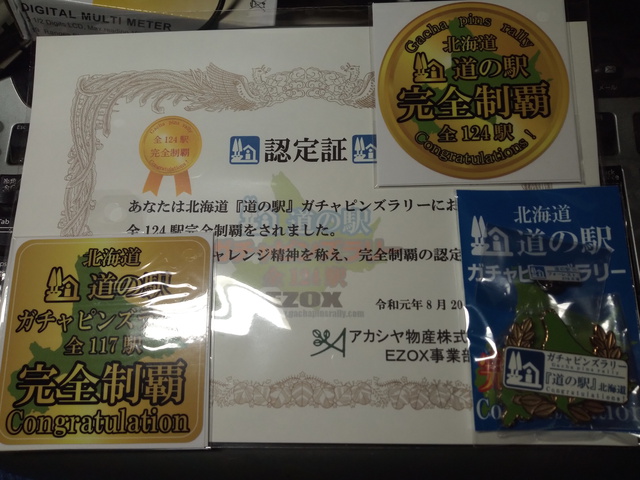 DIGITAL MULTI METER
Gacha pins rally
北海道
道の駅
完全制覇
全124駅
Congratulations!
全124駅
完全制覇
認定証
あなたは北海道『道の駅』ガチャピンズラリーによ
全124駅完全制覇をされました。
チャレンジ精神を称え、完全制覇の認定
EZOX
令和元年8月20
アカシヤ物産株式
EZOX事業部
北海道
道の駅
ガチャピンズラ
全117駅
完全制覇
Congratulation
北海道
道の駅
ガチャピンズラリー
ガチャピンズラリー
『道の駅』北海道
Congratulations
Tab